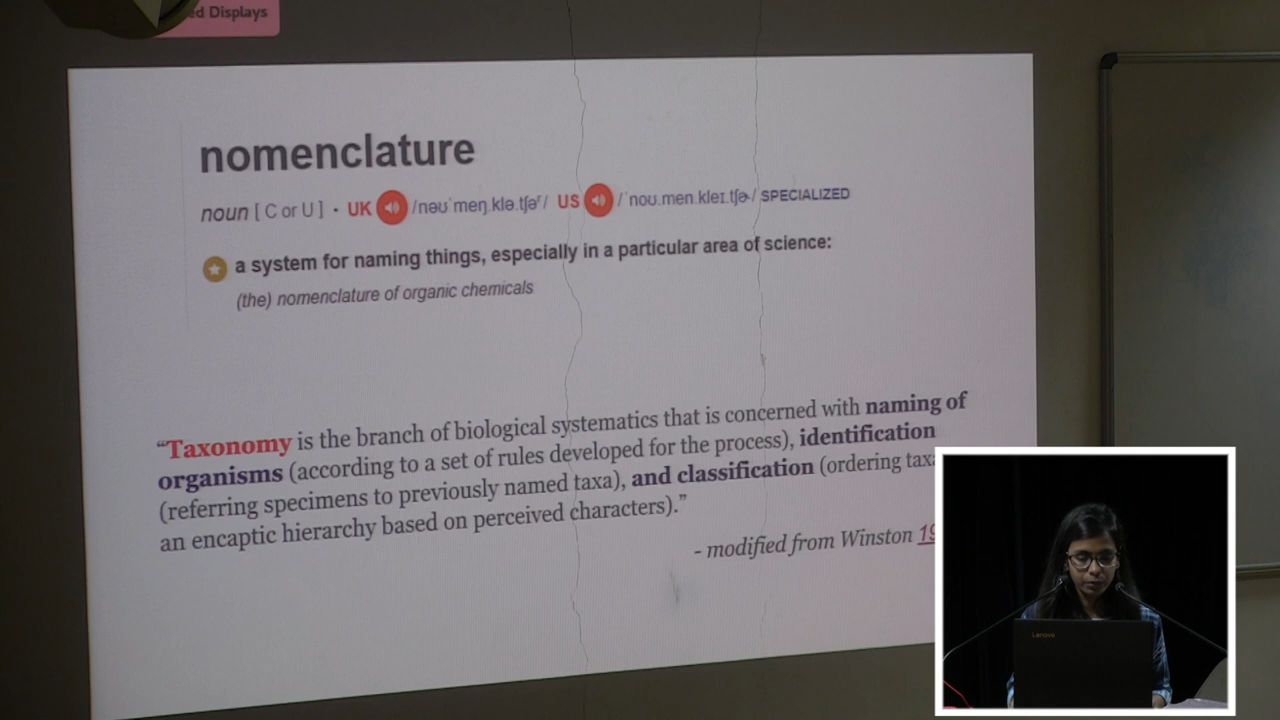 ed Displays
nomenclature
noun [ C or U ] • UK /nəʊˈmeŋ.klə.tʃəʳ/ US /ˈnoʊ.men.kleɪ.tʃɚ/ SPECIALIZED
a system for naming things, especially in a particular area of science:
(the) nomenclature of organic chemicals
“Taxonomy is the branch of biological systematics that is concerned with naming of
organisms (according to a set of rules developed for the process), identification
(referring specimens to previously named taxa), and classification (ordering taxa
an encaptic hierarchy based on perceived characters).”
- modified from Winston 19
Lenovo